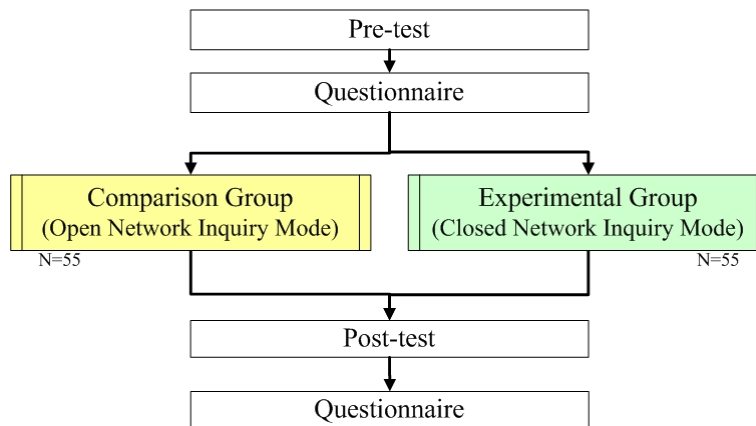 Pre-test
Questionnaire
Comparison Group
(Open Network Inquiry Mode)
N=55
Experimental Group
(Closed Network Inquiry Mode)
N=55
Post-test
Questionnaire